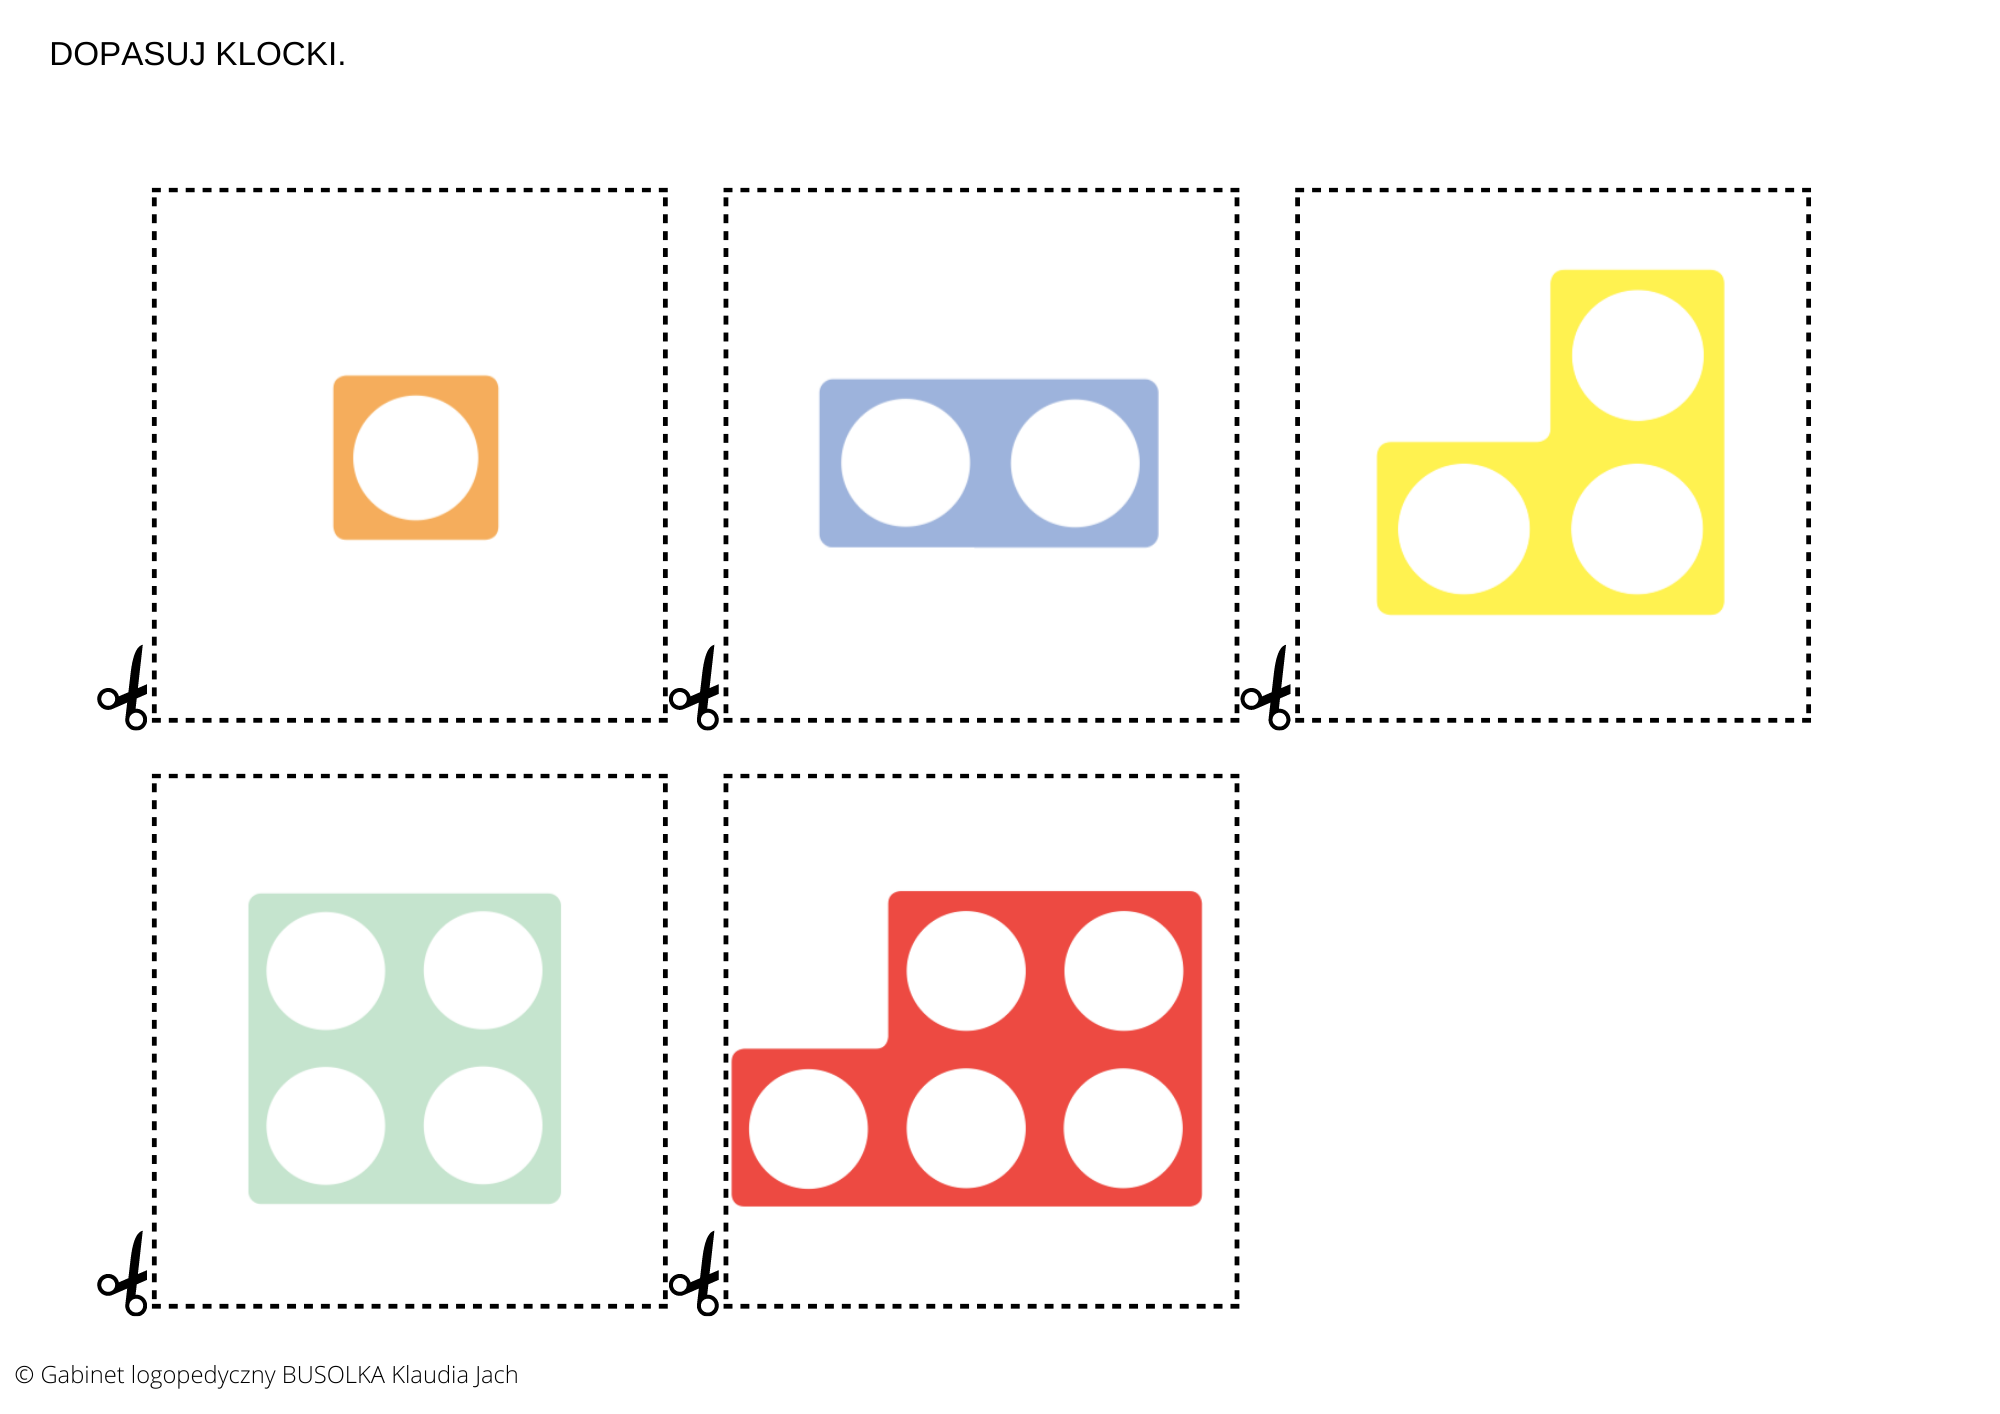 DOPASUJ KLOCKI.
© Gabinet logopedyczny BUSOLKA Klaudia Jach